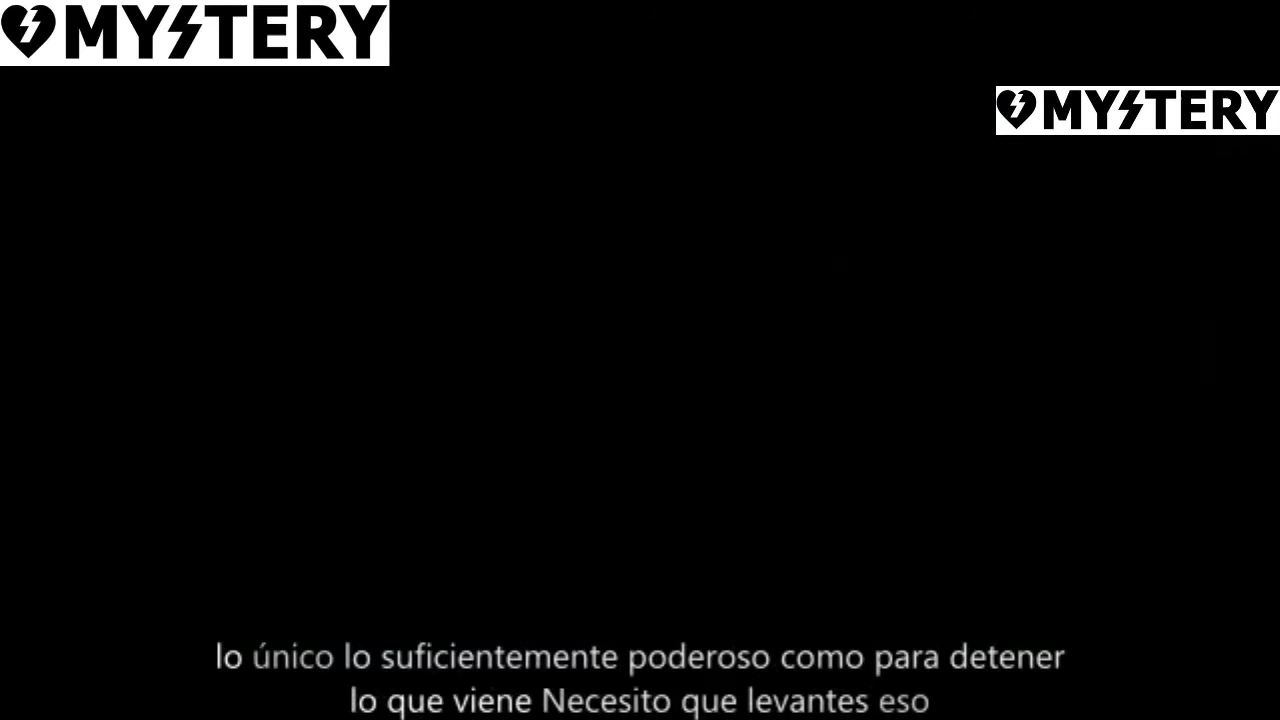 MYSTERY
MYSTERY
lo único lo suficientemente poderoso como para detener
lo que viene Necesito que levantes eso